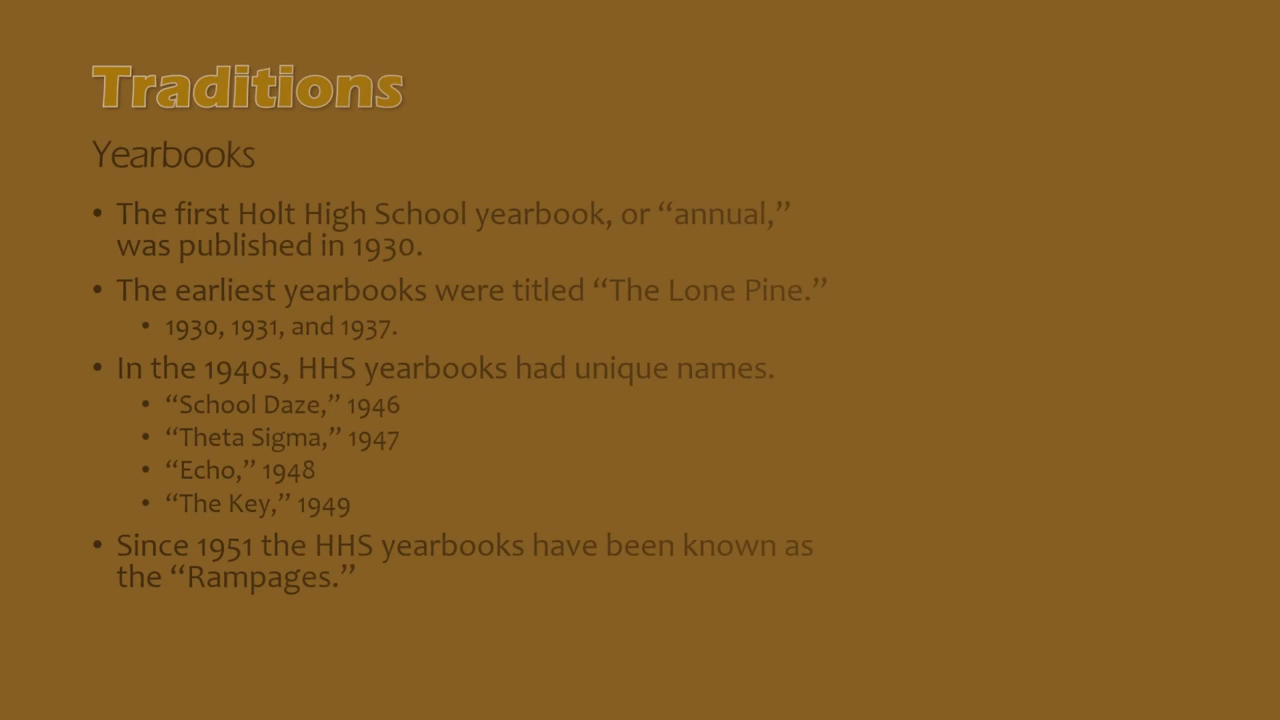 Traditions
Yearbooks
• The first Holt High School yearbook, or “annual,”
was published in 1930.
• The earliest yearbooks were titled “The Lone Pine.”
• 1930, 1931, and 1937.
• In the 1940s, HHS yearbooks had unique names.
• “School Daze,” 1946
• “Theta Sigma,” 1947
• “Echo,” 1948
• “The Key,” 1949
• Since 1951 the HHS yearbooks have been known as
the “Rampages.”